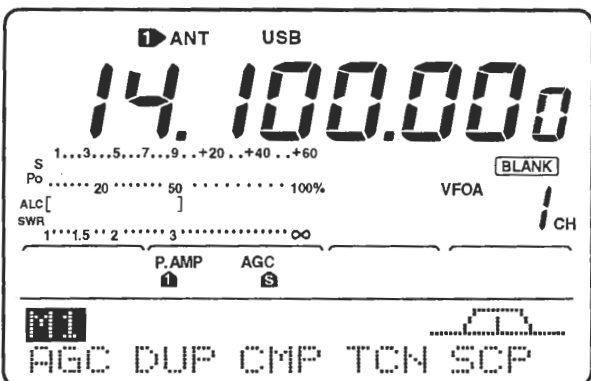 1 ANT USB
14.100.000
S 1...3...5...7...9..+20..+40..+60
BLANK
Po ......20.........50.........100%
VFOA 1 CH
ALC [ ]
SWR 1....1.5..2......3..............∞
P.AMP AGC
1 S
M1
AGC DUP CMP TCN SCP